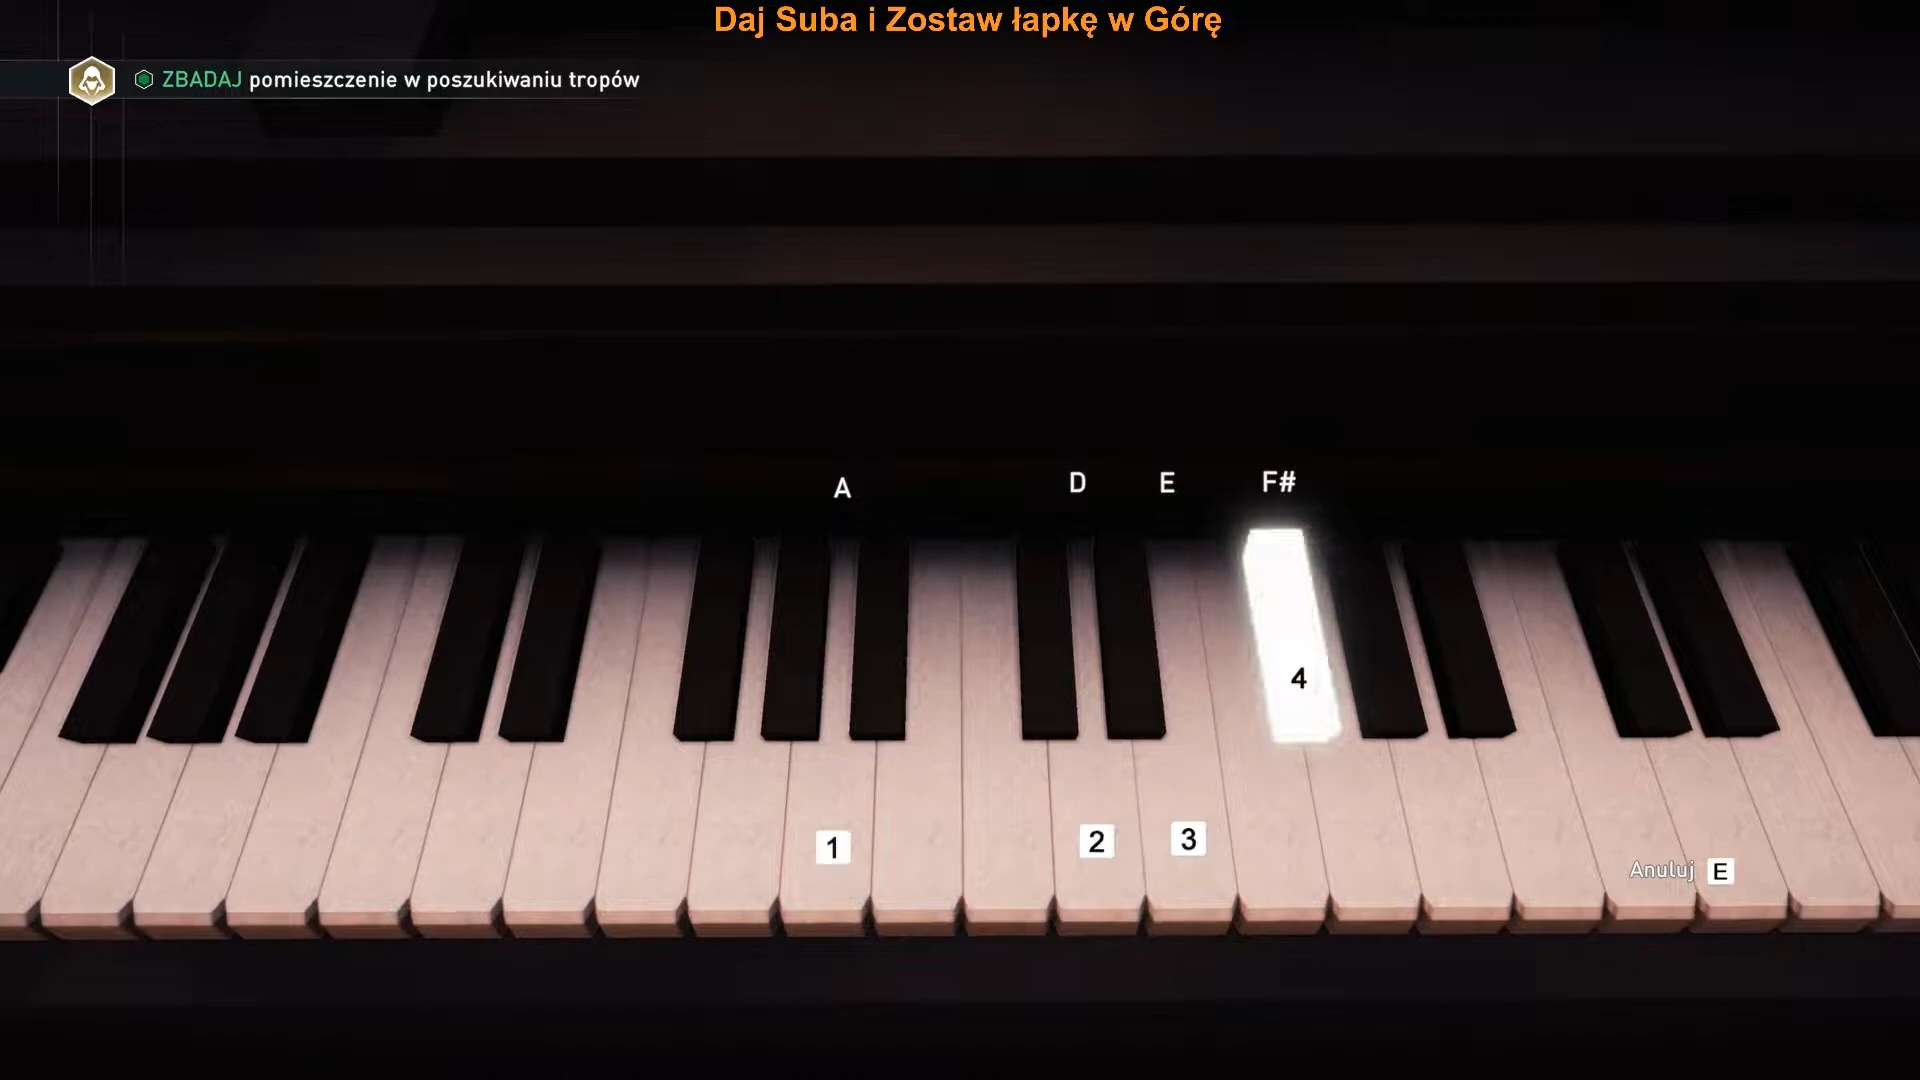 Daj Suba i Zostaw łapkę w Górę
ZBADAJ pomieszczenie w poszukiwaniu tropów
A D E F#
4
1 2 3
Anuluj E